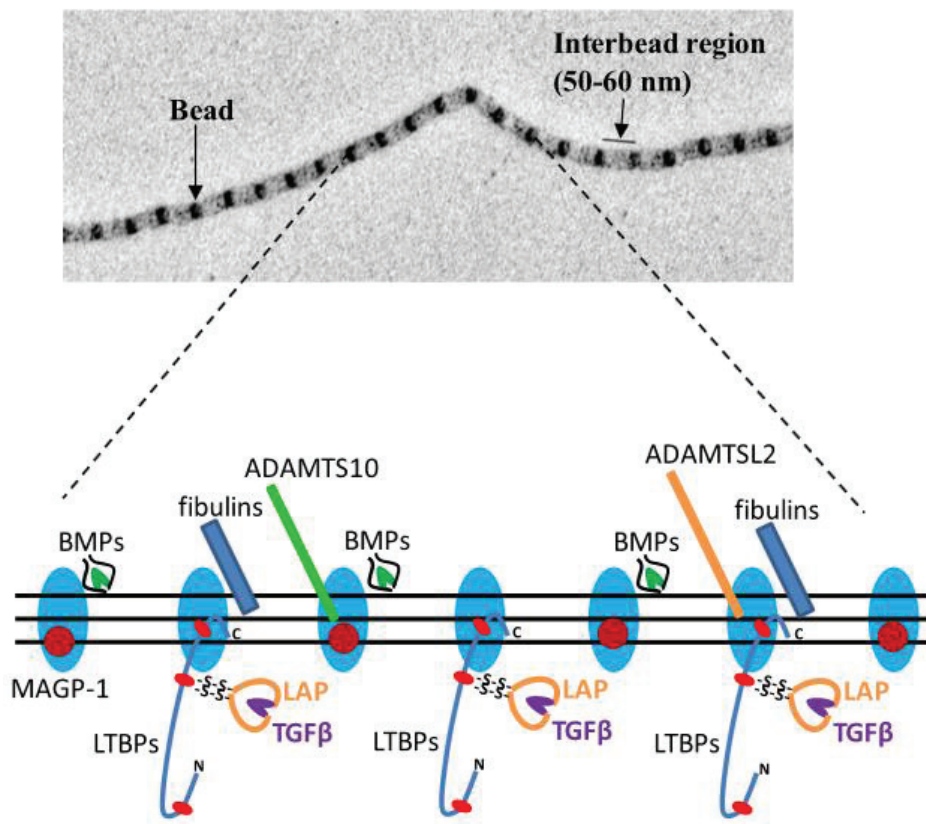 Interbead region
(50-60 nm)
Bead
ADAMTS10
ADAMTSL2
fibulins
fibulins
BMPs
BMPs
BMPs
C
C
C
MAGP-1
-S-S-
-S-S-
LAP
-S-S-
-S-S-
LAP
-S-S-
-S-S-
LAP
TGFβ
TGFβ
TGFβ
LTBPs
LTBPs
LTBPs
N
N
N